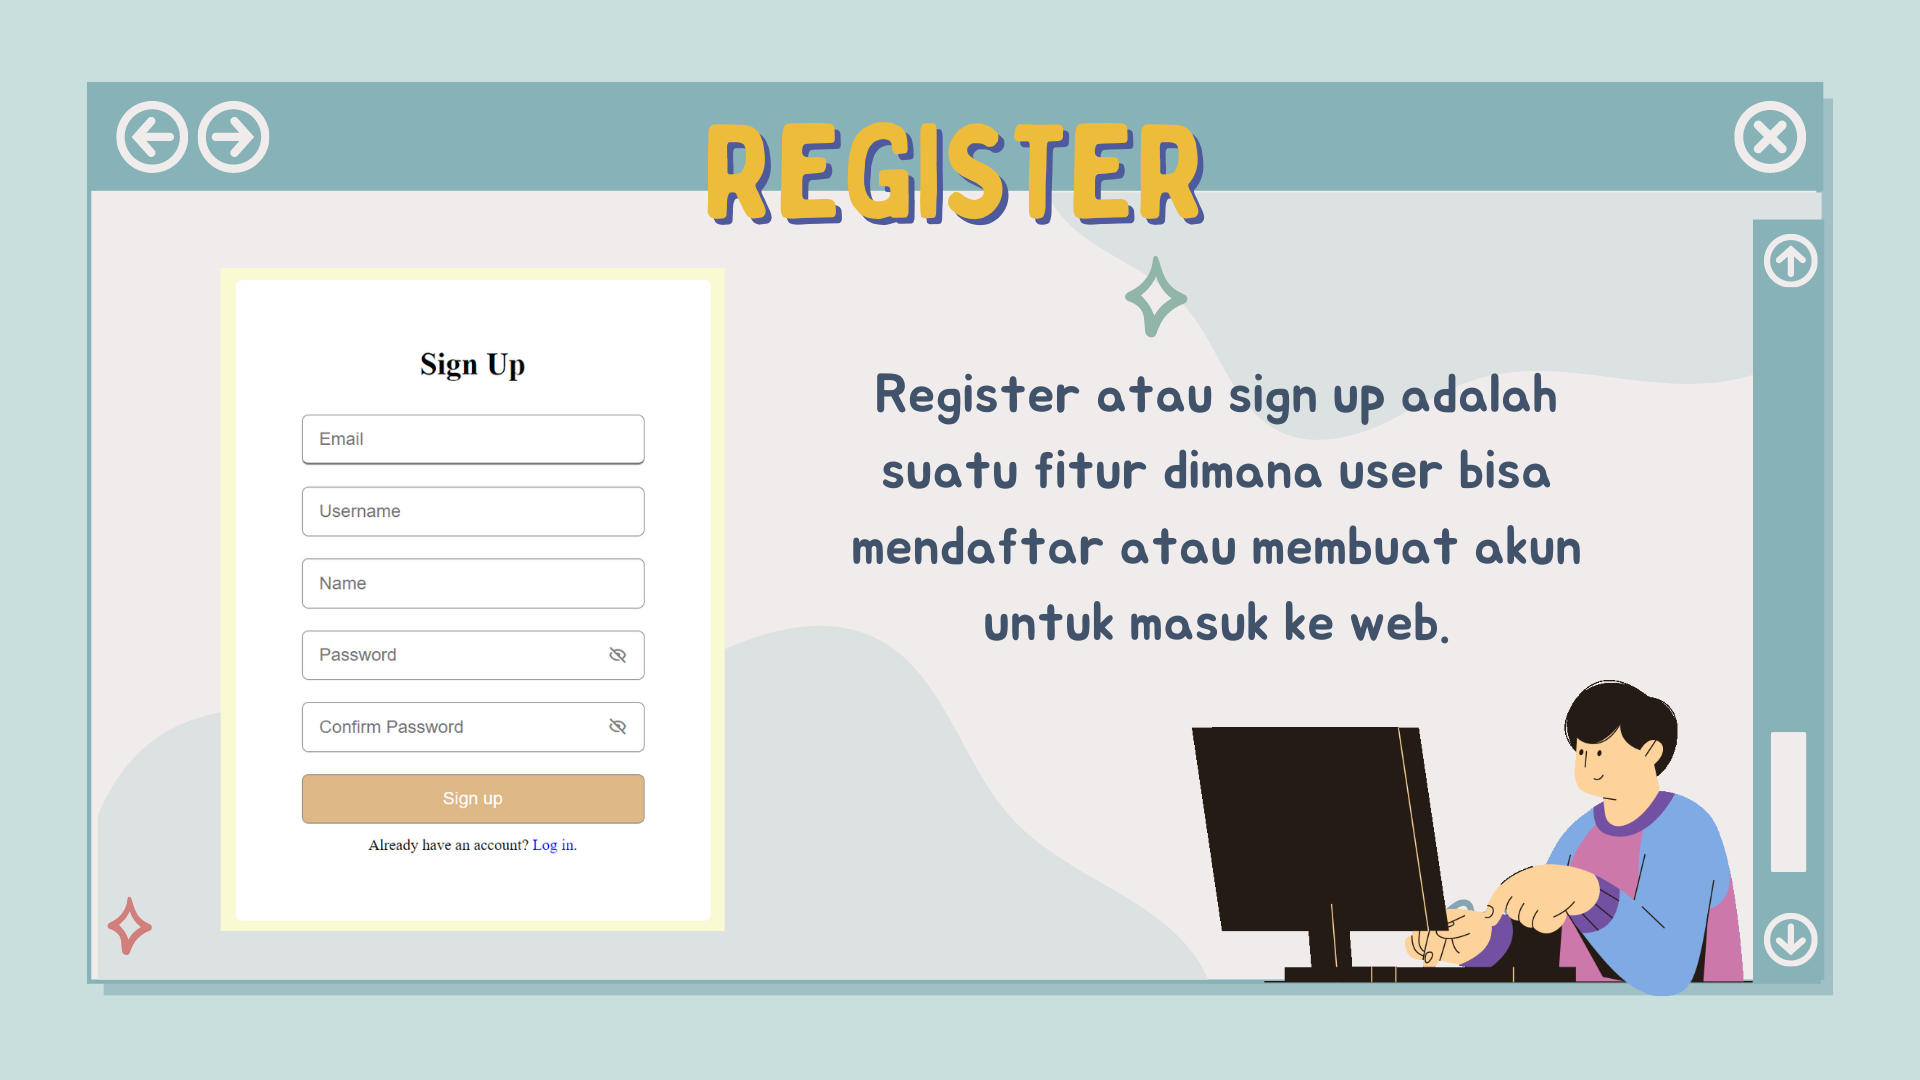 REGISTER
Sign Up
Email
Username
Name
Password
Confirm Password
Sign up
Already have an account? Log in.
Register atau sign up adalah
suatu fitur dimana user bisa
mendaftar atau membuat akun
untuk masuk ke web.